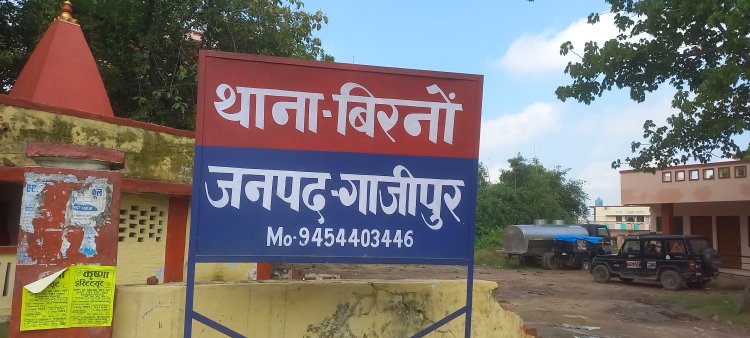 थाना-बिरनों
जनपद-गाजीपुर
Mo-9454403446
कृष्णा
इंस्टिट्यूट